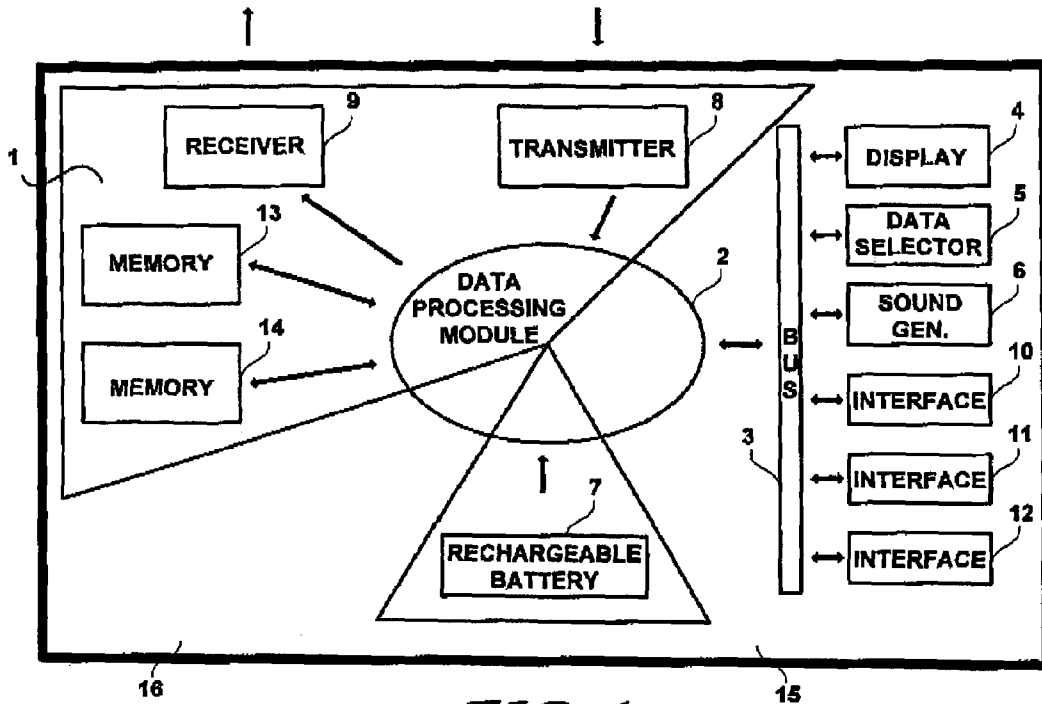 9
8
4
RECEIVER
TRANSMITTER
DISPLAY
1
5
DATA
SELECTOR
13
MEMORY
2
DATA
PROCESSING
MODULE
6
SOUND
GEN.
14
MEMORY
BUS
10
INTERFACE
3
11
INTERFACE
7
12
RECHARGEABLE
BATTERY
INTERFACE
16
15